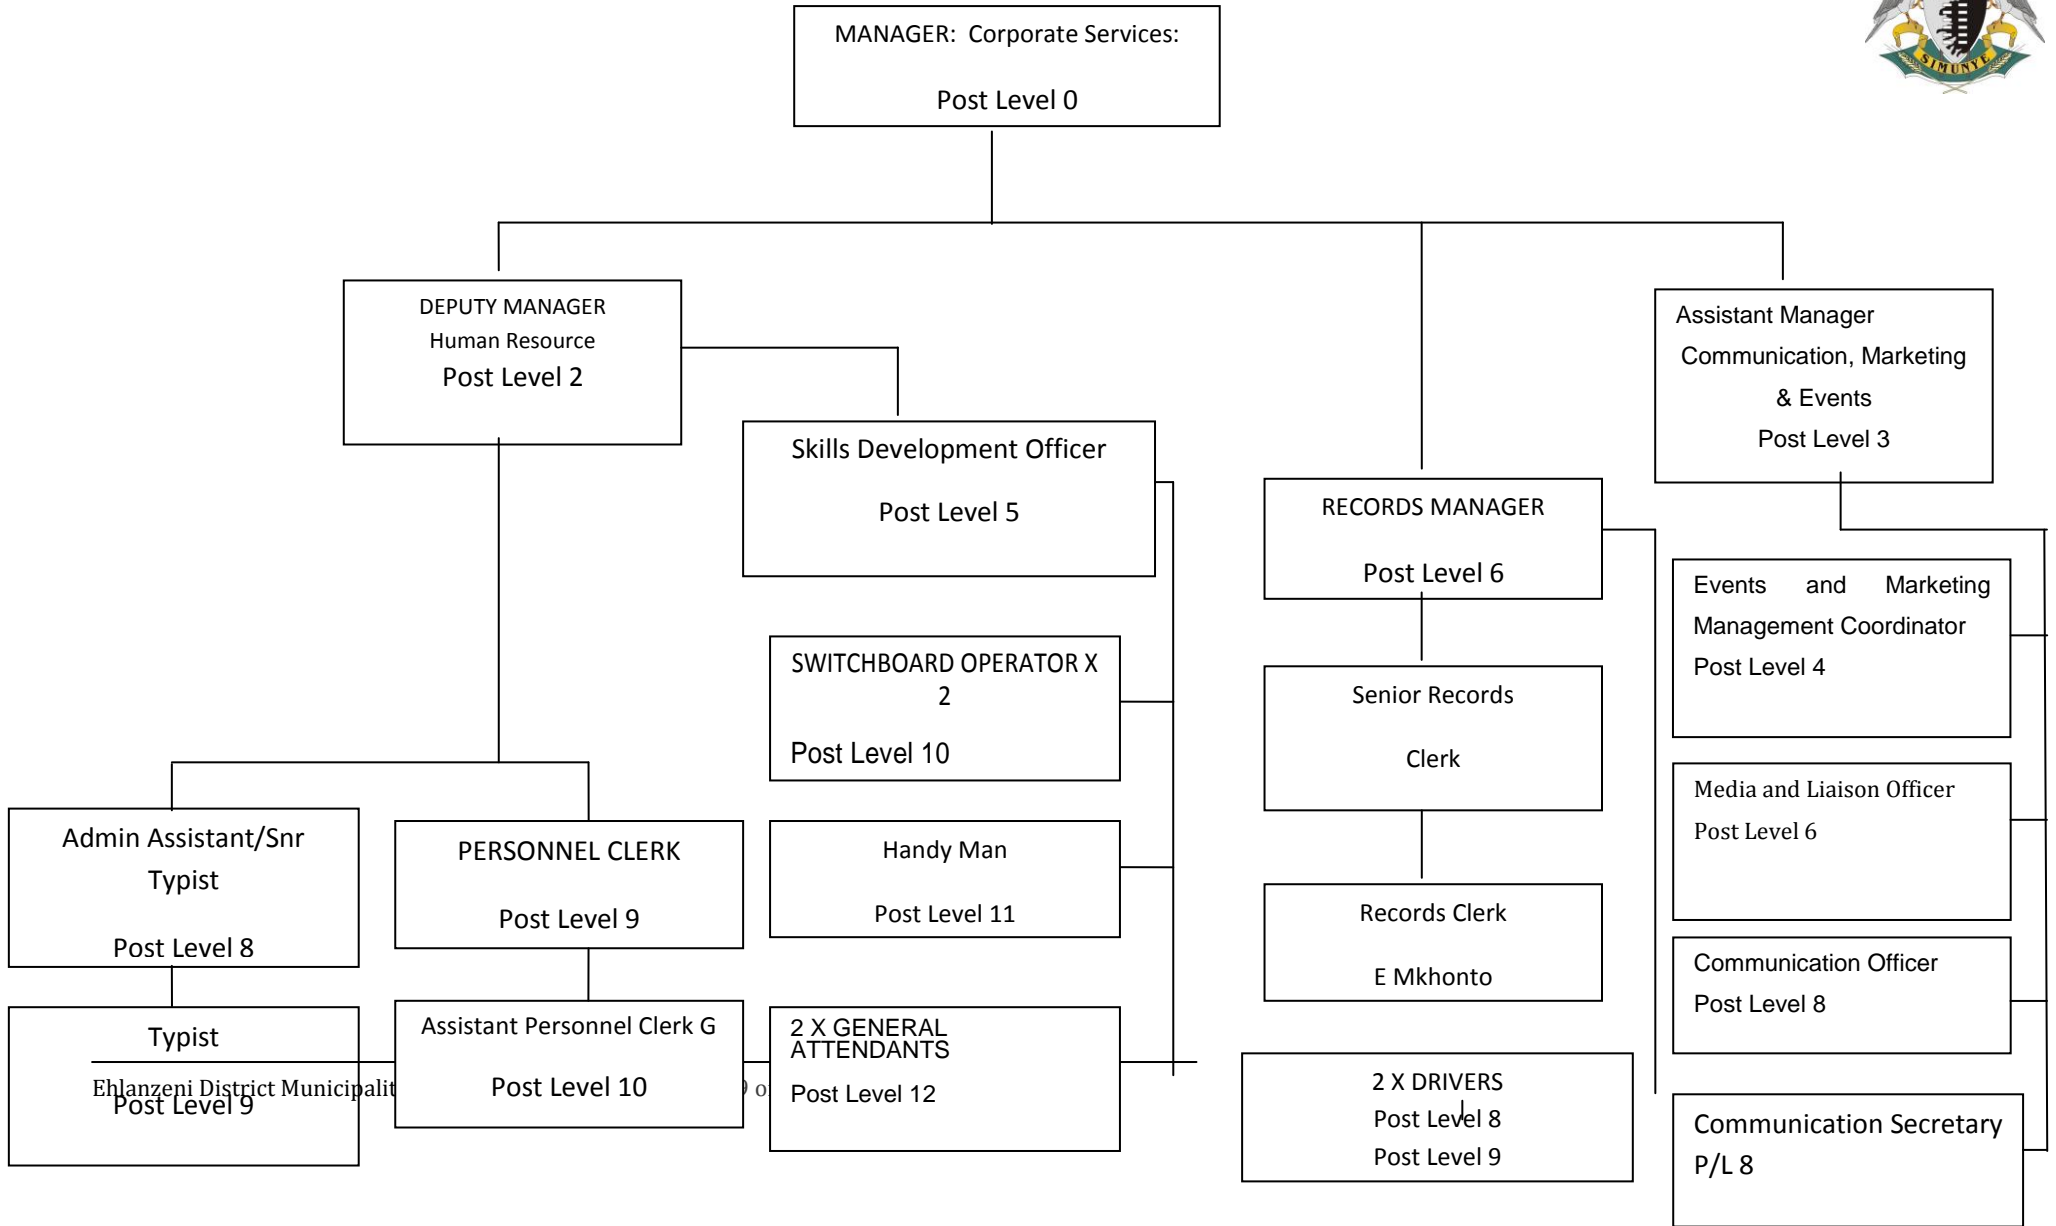 MANAGER: Corporate Services:
Post Level 0
SIMUNYE
DEPUTY MANAGER
Human Resource
Post Level 2
Skills Development Officer
Post Level 5
SWITCHBOARD OPERATOR X
2
Post Level 10
Handy Man
Post Level 11
2 X GENERAL
ATTENDANTS
Post Level 12
Admin Assistant/Snr
Typist
Post Level 8
Typist
Post Level 9
PERSONNEL CLERK
Post Level 9
Assistant Personnel Clerk G
Post Level 10
RECORDS MANAGER
Post Level 6
Senior Records
Clerk
Records Clerk
E Mkhonto
2 X DRIVERS
Post Level 8
Post Level 9
Assistant Manager
Communication, Marketing
& Events
Post Level 3
Events and Marketing
Management Coordinator
Post Level 4
Media and Liaison Officer
Post Level 6
Communication Officer
Post Level 8
Communication Secretary
P/L 8
Ehlanzeni District